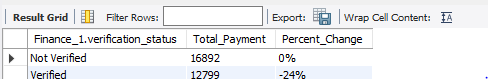 Result Grid Filter Rows: Export: Wrap Cell Content:
Finance_1.verification_status Total_Payment Percent_Change
Not Verified 16892 0%
Verified 12799 -24%